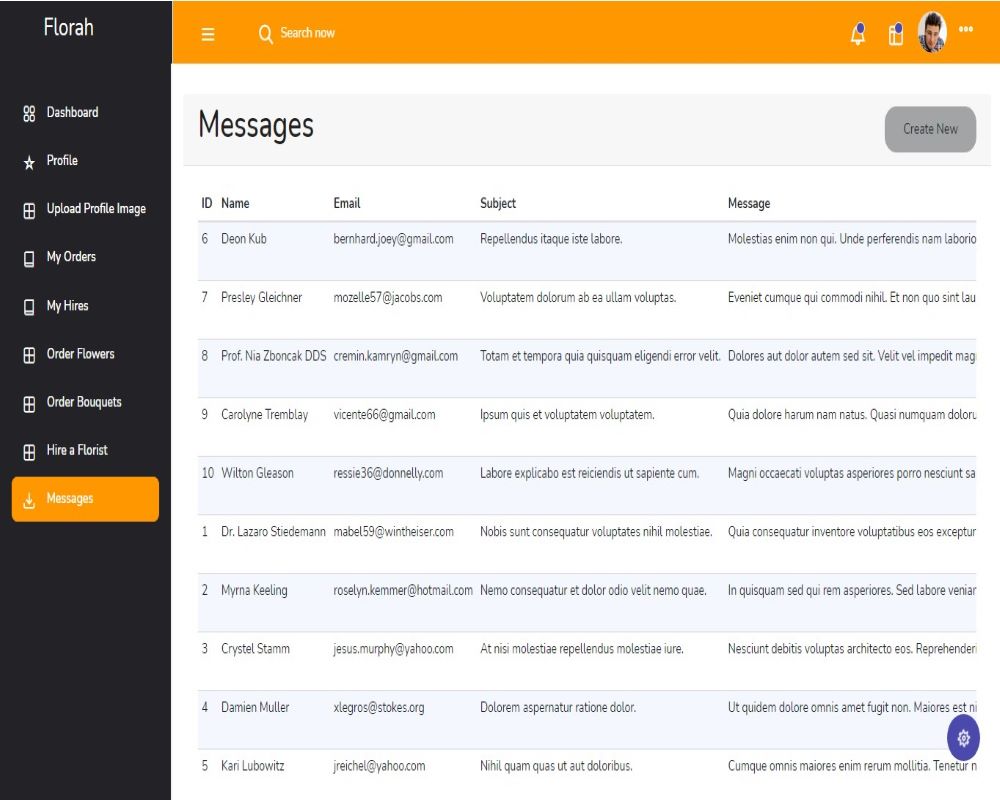 Florah
Search now
Dashboard
Profile
Upload Profile Image
My Orders
My Hires
Order Flowers
Order Bouquets
Hire a Florist
Messages
Messages
Create New
ID Name Email Subject Message
6 Deon Kub bernhard.joey@gmail.com Repellendus itaque iste labore. Molestias enim non qui. Unde perferendis nam laborio
7 Presley Gleichner mozelle57@jacobs.com Voluptatem dolorum ab ea ullam voluptas. Eveniet cumque qui commodi nihil. Et non quo sint lau
8 Prof. Nia Zboncak DDS cremin.kamryn@gmail.com Totam et tempora quia quisquam eligendi error velit. Dolores aut dolor autem sed sit. Velit vel impedit mag
9 Carolyne Tremblay vicente66@gmail.com Ipsum quis et voluptatem voluptatem. Quia dolore harum nam natus. Quasi numquam doloru
10 Wilton Gleason ressie36@donnelly.com Labore explicabo est reiciendis ut sapiente cum. Magni occaecati voluptas asperiores porro nesciunt sa
1 Dr. Lazaro Stiedemann mabel59@wintheiser.com Nobis sunt consequatur voluptates nihil molestiae. Quia consequatur inventore voluptatibus eos exceptur
2 Myrna Keeling roselyn.kemmer@hotmail.com Nemo consequatur et dolor odio velit nemo quae. In quisquam sed qui rem asperiores. Sed labore veniar
3 Crystel Stamm jesus.murphy@yahoo.com At nisi molestiae repellendus molestiae iure. Nesciunt debitis voluptas architecto eos. Reprehenderi
4 Damien Muller xlegros@stokes.org Dolorem aspernatur ratione dolor. Ut quidem dolore omnis amet fugit non. Maiores est ni
5 Kari Lubowitz jreichel@yahoo.com Nihil quam quas ut aut doloribus. Cumque omnis maiores enim rerum mollitia. Tenetur n